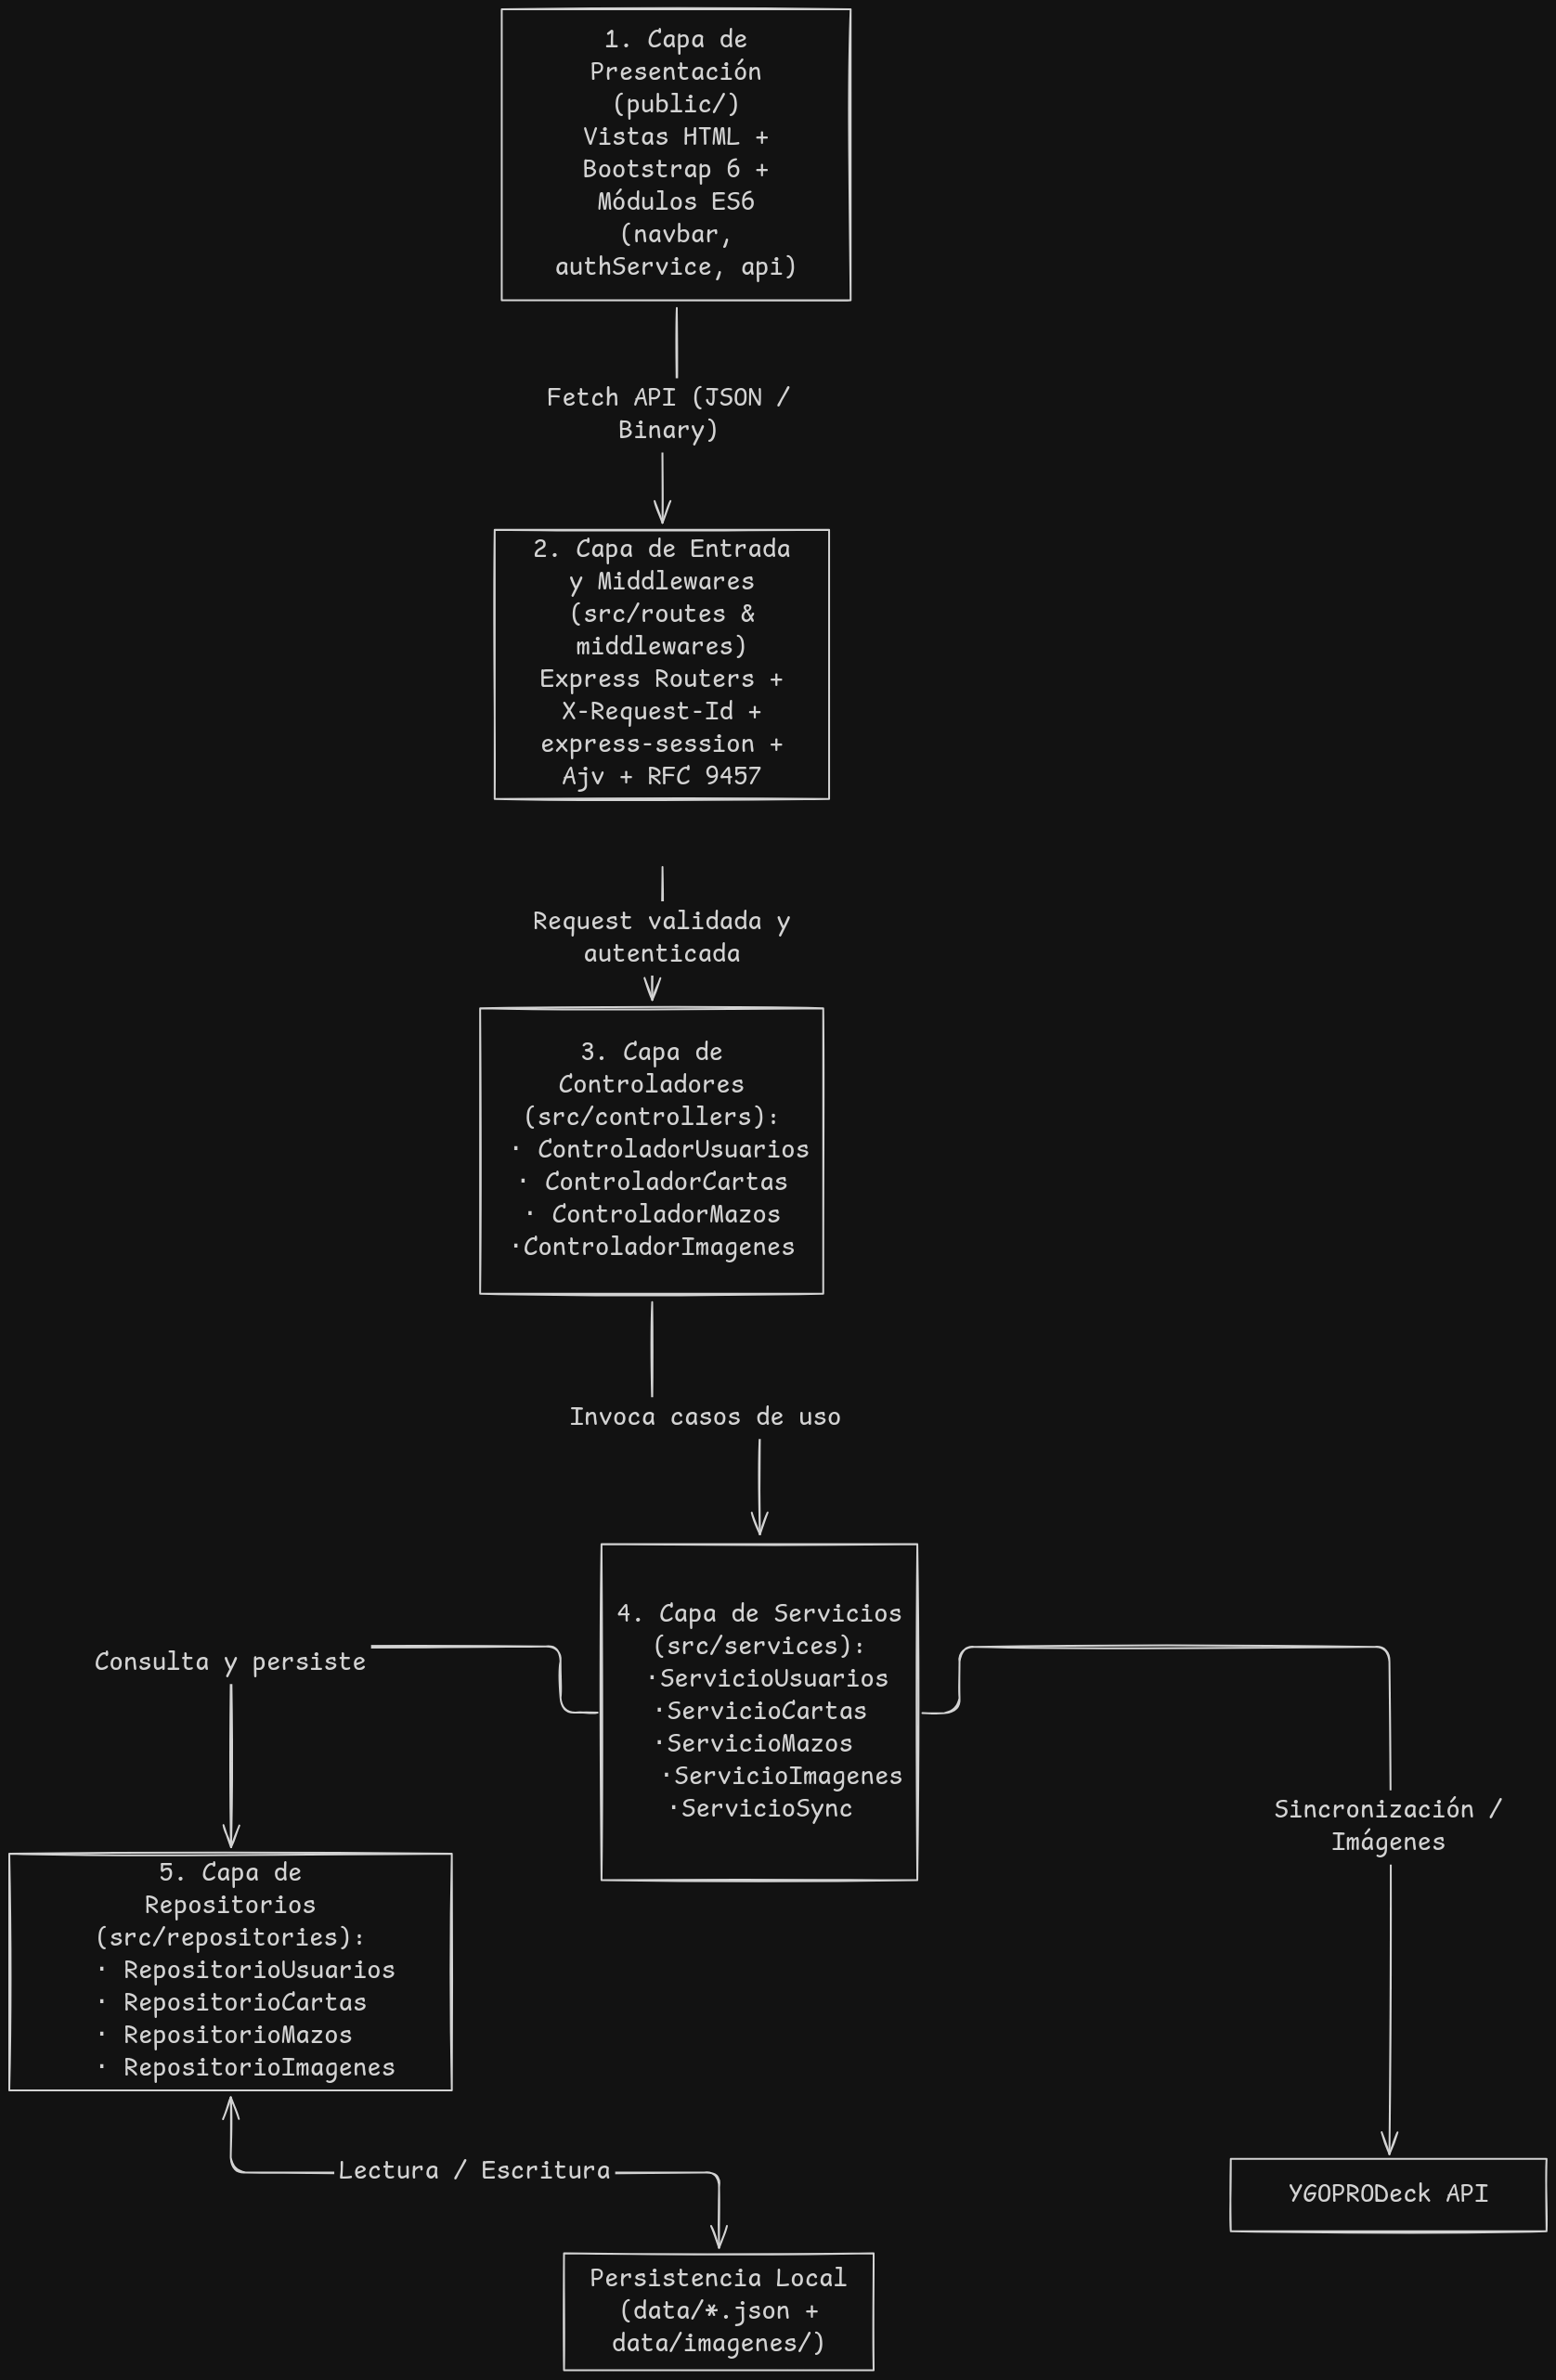 1. Capa de
Presentación
(public/)
Vistas HTML +
Bootstrap 6 +
Módulos ES6
(navbar,
authService, api)
Fetch API (JSON /
Binary)
2. Capa de Entrada
y Middlewares
(src/routes &
middlewares)
Express Routers +
X-Request-Id +
express-session +
Ajv + RFC 9457
Request validada y
autenticada
3. Capa de
Controladores
(src/controllers):
· ControladorUsuarios
· ControladorCartas
· ControladorMazos
·ControladorImagenes
Invoca casos de uso
4. Capa de Servicios
(src/services):
·ServicioUsuarios
·ServicioCartas
·ServicioMazos
·ServicioImagenes
·ServicioSync
Consulta y persiste
Sincronización /
Imágenes
5. Capa de
Repositorios
(src/repositories):
· RepositorioUsuarios
· RepositorioCartas
· RepositorioMazos
· RepositorioImagenes
Lectura / Escritura
YGOPRODeck API
Persistencia Local
(data/*.json +
data/imagenes/)